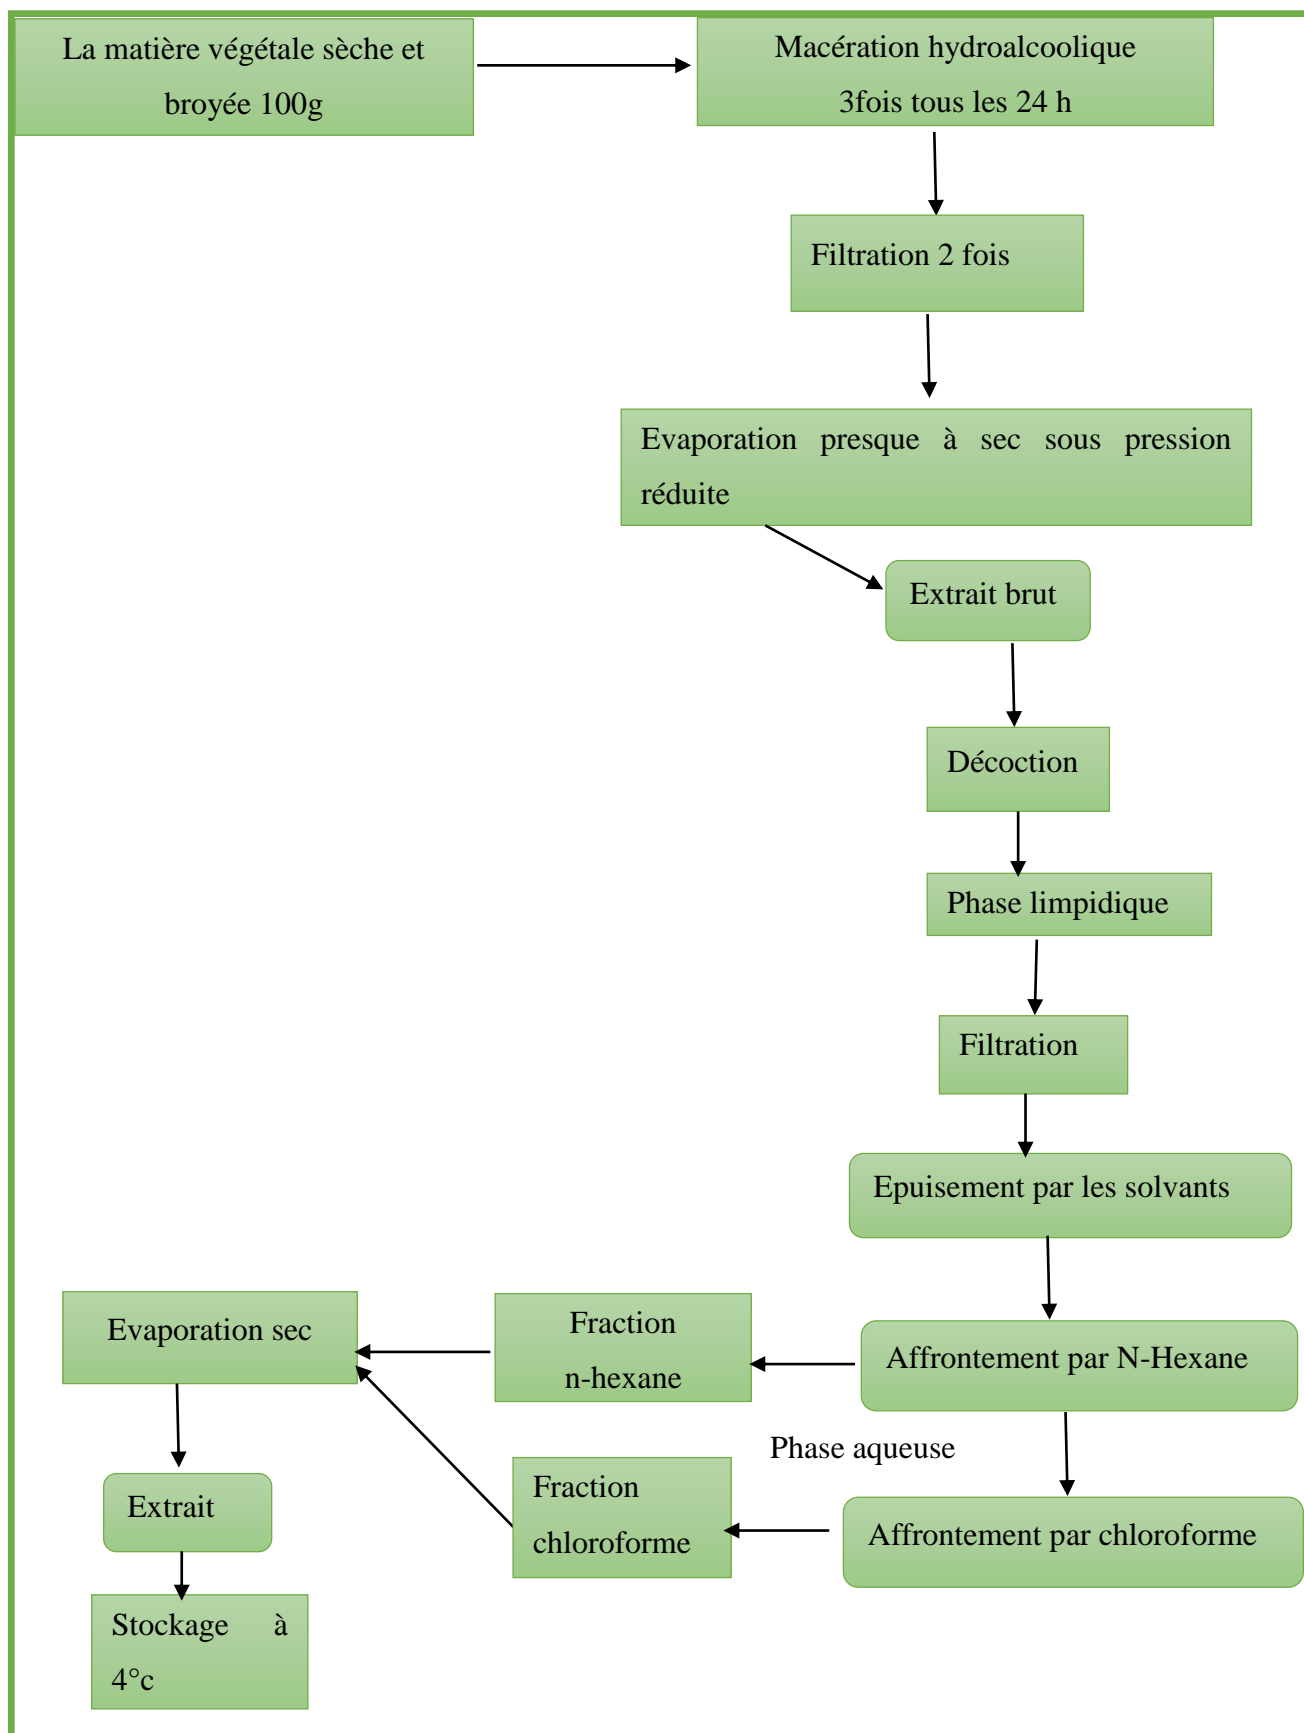 La matière végétale sèche et
broyée 100g
Macération hydroalcoolique
3fois tous les 24 h
Filtration 2 fois
Evaporation presque à sec sous pression
réduite
Extrait brut
Décoction
Phase limpidique
Filtration
Epuisement par les solvants
Affrontement par N-Hexane
Fraction
n-hexane
Evaporation sec
Phase aqueuse
Affrontement par chloroforme
Fraction
chloroforme
Extrait
Stockage à
4°c